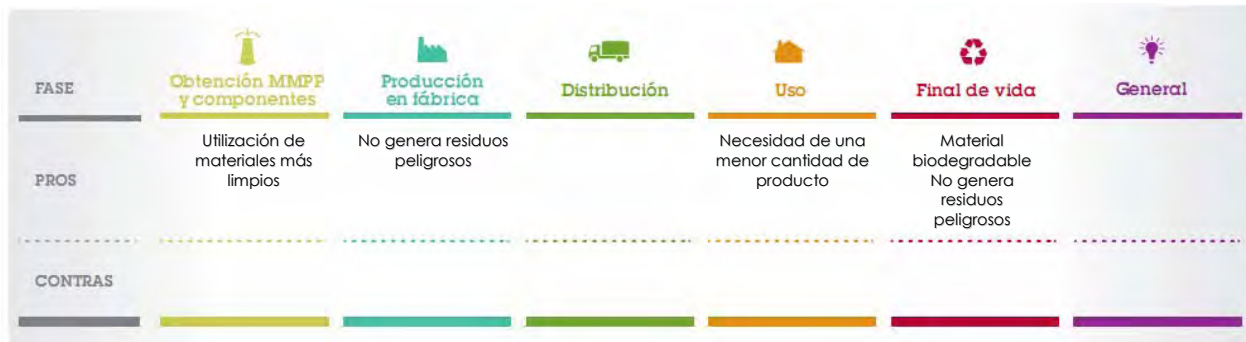 FASE
Obtención MMPP
y componentes
Producción
en fábrica
Distribución
Uso
Final de vida
General
PROS
Utilización de
materiales más
limpios
No genera residuos
peligrosos
Necesidad de una
menor cantidad de
producto
Material
biodegradable
No genera
residuos
peligrosos
CONTRAS